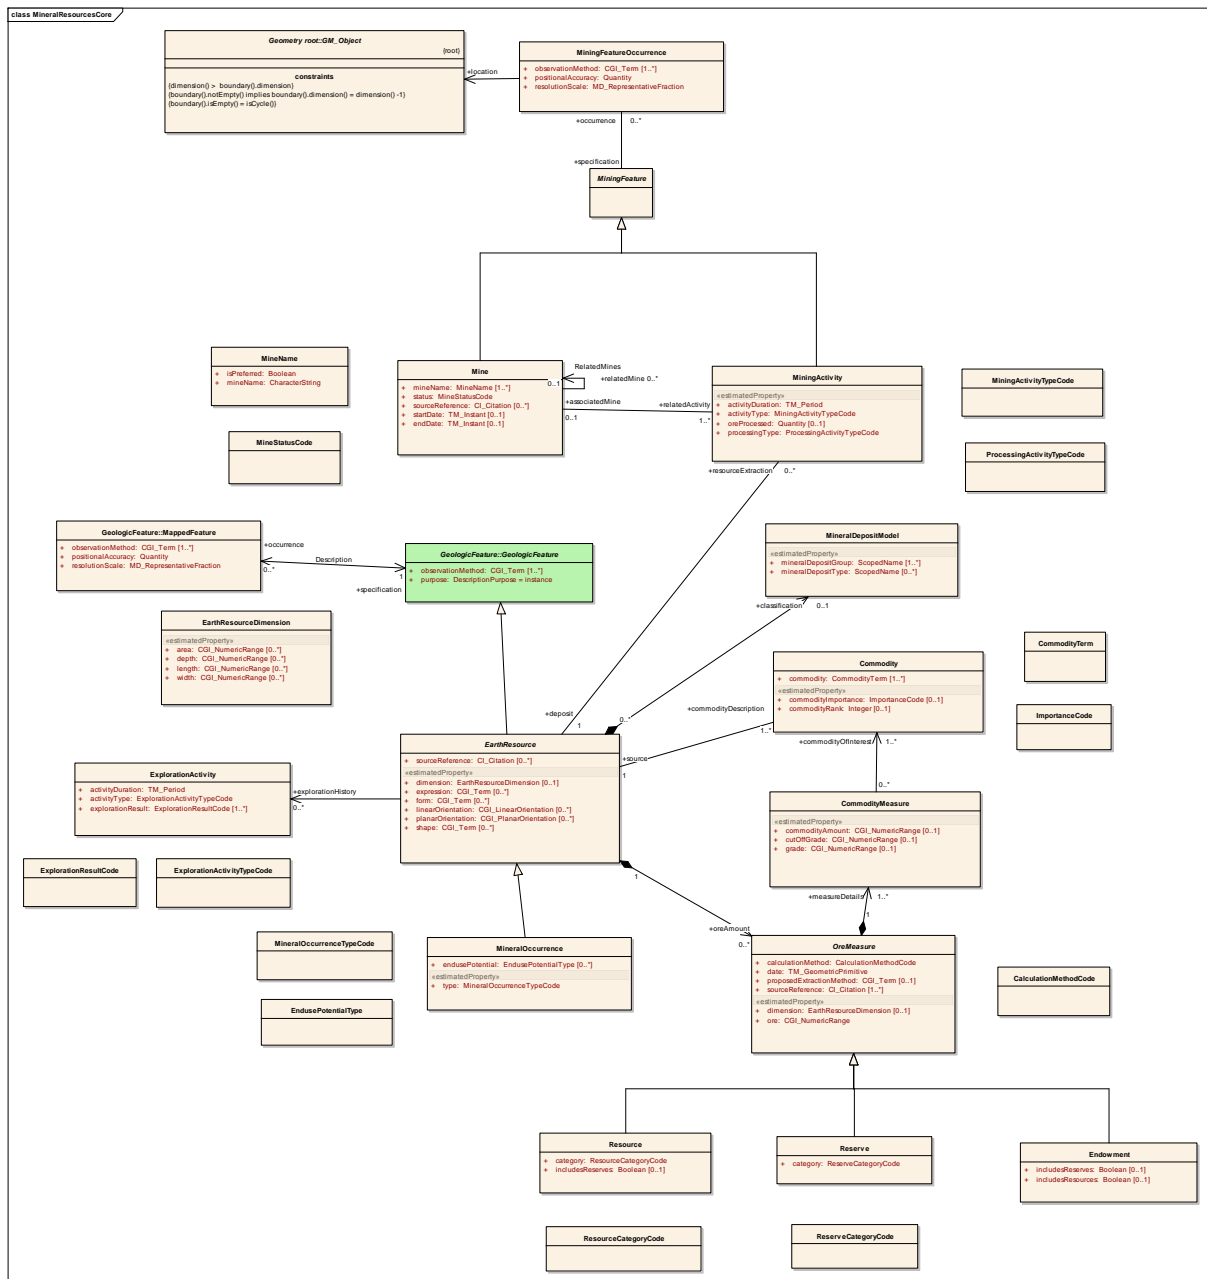 class MineralResourcesCore
Geometry root::GM_Object
{root}
constraints
{dimension() > boundary().dimension}
{boundary().notEmpty() implies boundary().dimension() = dimension() -1}
{boundary().isEmpty() = isCycle()}
+location
MiningFeatureOccurrence
+ observationMethod: CGI_Term [1..*]
+ positionalAccuracy: Quantity
+ resolutionScale: MD_RepresentativeFraction
+occurrence 0..*
+specification
MiningFeature
MineName
+ isPreferred: Boolean
+ mineName: CharacterString
MineStatusCode
Mine
+ mineName: MineName [1..*]
+ status: MineStatusCode
+ sourceReference: CI_Citation [0..*]
+ startDate: TM_Instant [0..1]
+ endDate: TM_Instant [0..1]
RelatedMines
0..1
+relatedMine 0..*
+associatedMine
0..1
+relatedActivity
1..*
MiningActivity
«estimatedProperty»
+ activityDuration: TM_Period
+ activityType: MiningActivityTypeCode
+ oreProcessed: Quantity [0..1]
+ processingType: ProcessingActivityTypeCode
+resourceExtraction 0..*
MiningActivityTypeCode
ProcessingActivityTypeCode
GeologicFeature::MappedFeature
+ observationMethod: CGI_Term [1..*]
+ positionalAccuracy: Quantity
+ resolutionScale: MD_RepresentativeFraction
+occurrence
0..*
Description
1
+specification
GeologicFeature::GeologicFeature
+ observationMethod: CGI_Term [1..*]
+ purpose: DescriptionPurpose = instance
MineralDepositModel
«estimatedProperty»
+ mineralDepositGroup: ScopedName [1..*]
+ mineralDepositType: ScopedName [0..*]
+classification 0..1
EarthResourceDimension
«estimatedProperty»
+ area: CGI_NumericRange [0..*]
+ depth: CGI_NumericRange [0..*]
+ length: CGI_NumericRange [0..*]
+ width: CGI_NumericRange [0..*]
Commodity
+ commodity: CommodityTerm [1..*]
«estimatedProperty»
+ commodityImportance: ImportanceCode [0..1]
+ commodityRank: Integer [0..1]
CommodityTerm
ImportanceCode
+deposit
1
0..*
+commodityDescription
1..*
+source
1
+commodityOfInterest 1..*
0..*
EarthResource
+ sourceReference: CI_Citation [0..*]
«estimatedProperty»
+ dimension: EarthResourceDimension [0..1]
+ expression: CGI_Term [0..*]
+ form: CGI_Term [0..*]
+ linearOrientation: CGI_LinearOrientation [0..*]
+ planarOrientation: CGI_PlanarOrientation [0..*]
+ shape: CGI_Term [0..*]
ExplorationActivity
+ activityDuration: TM_Period
+ activityType: ExplorationActivityTypeCode
+ explorationResult: ExplorationResultCode [1..*]
+explorationHistory
0..*
CommodityMeasure
«estimatedProperty»
+ commodityAmount: CGI_NumericRange [0..1]
+ cutOffGrade: CGI_NumericRange [0..1]
+ grade: CGI_NumericRange [0..1]
ExplorationResultCode
ExplorationActivityTypeCode
1
+measureDetails 1..*
1
+oreAmount
0..*
MineralOccurrenceTypeCode
EndusePotentialType
MineralOccurrence
+ endusePotential: EndusePotentialType [0..*]
«estimatedProperty»
+ type: MineralOccurrenceTypeCode
OreMeasure
+ calculationMethod: CalculationMethodCode
+ date: TM_GeometricPrimitive
+ proposedExtractionMethod: CGI_Term [0..1]
+ sourceReference: CI_Citation [1..*]
«estimatedProperty»
+ dimension: EarthResourceDimension [0..1]
+ ore: CGI_NumericRange
CalculationMethodCode
Resource
+ category: ResourceCategoryCode
+ includesReserves: Boolean [0..1]
Reserve
+ category: ReserveCategoryCode
Endowment
+ includesReserves: Boolean [0..1]
+ includesResources: Boolean [0..1]
ResourceCategoryCode
ReserveCategoryCode